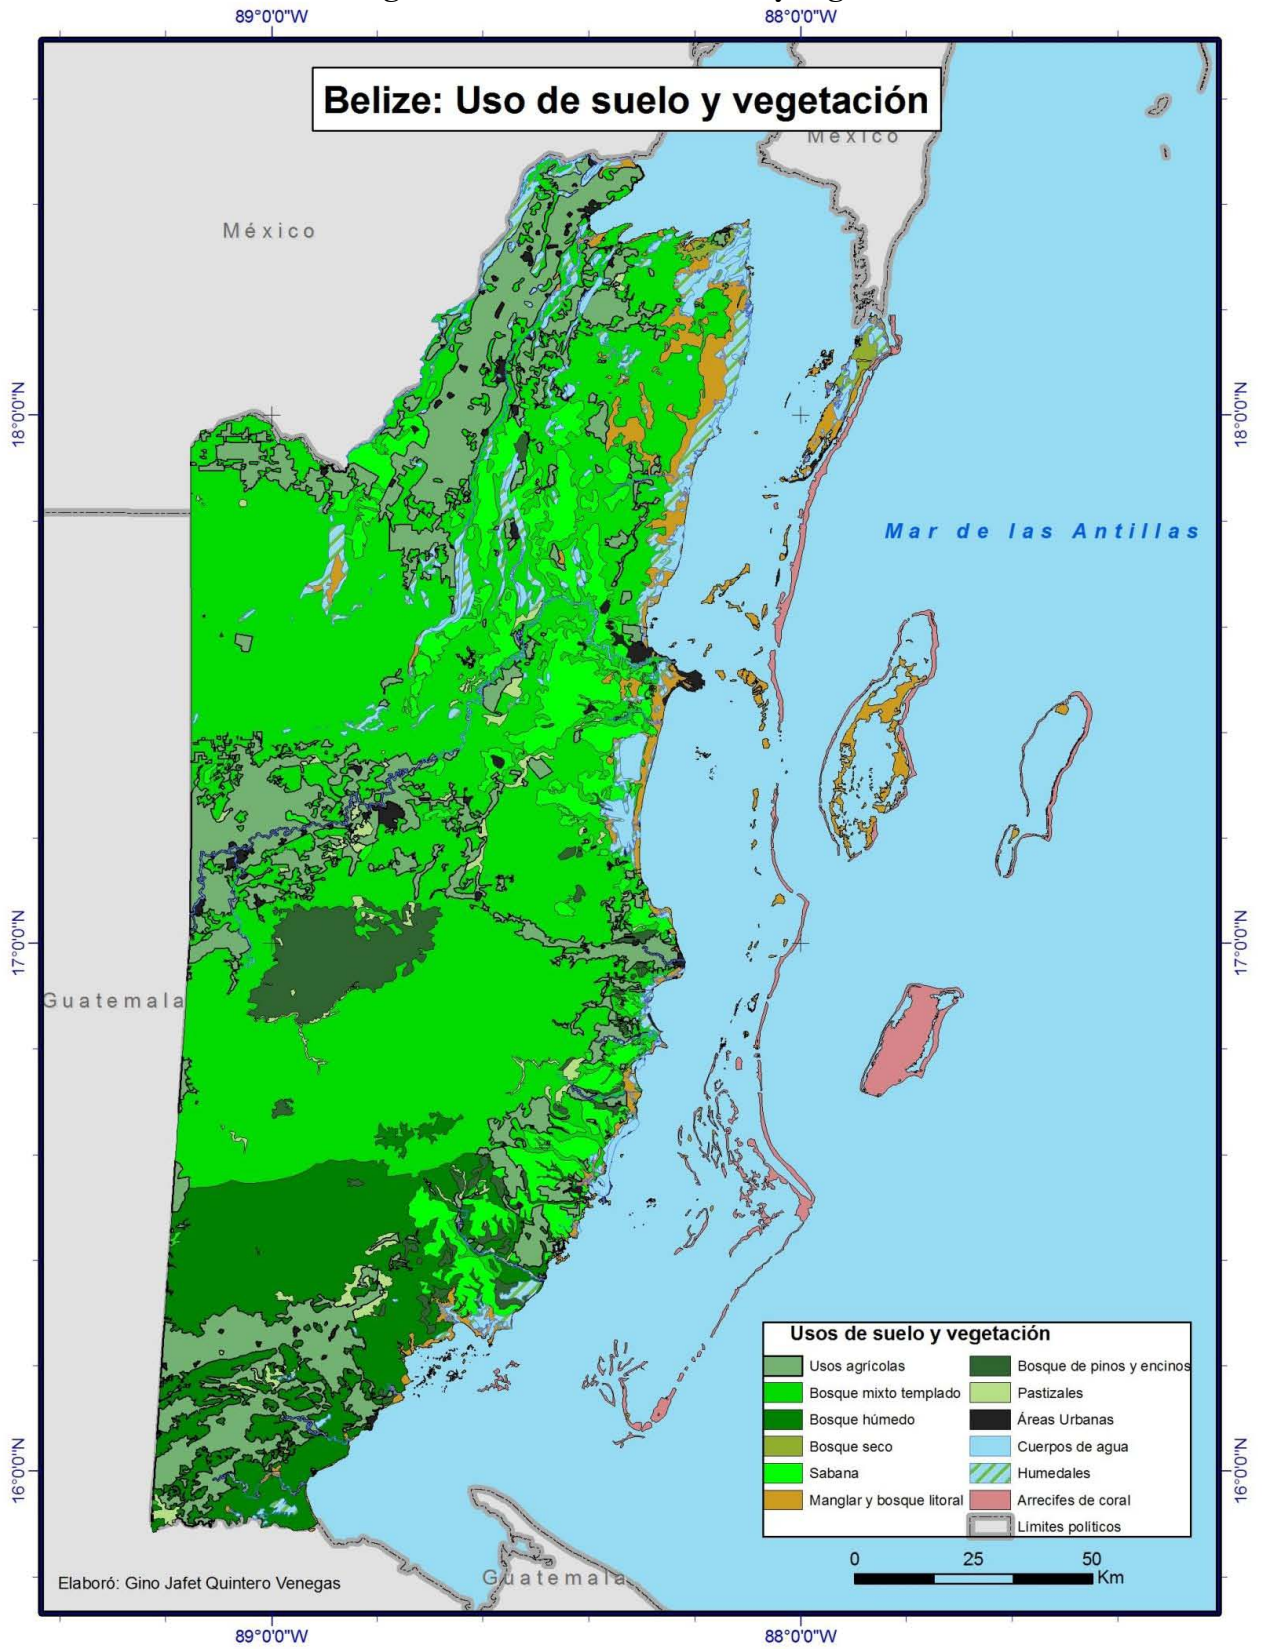 89°0'0"W 88°0'0"W
Belize: Uso de suelo y vegetación
México
México
18°0'0"N 18°0'0"N
Mar de las Antillas
17°0'0"N 17°0'0"N
Guatemala
Usos de suelo y vegetación
Usos agrícolas
Bosque mixto templado
Bosque húmedo
Bosque seco
Sabana
Manglar y bosque litoral
Bosque de pinos y encinos
Pastizales
Áreas Urbanas
Cuerpos de agua
Humedales
Arrecifes de coral
Límites políticos
16°0'0"N 16°0'0"N
0 25 50
Km
Guatemala
Elaboró: Gino Jafet Quintero Venegas
89°0'0"W 88°0'0"W